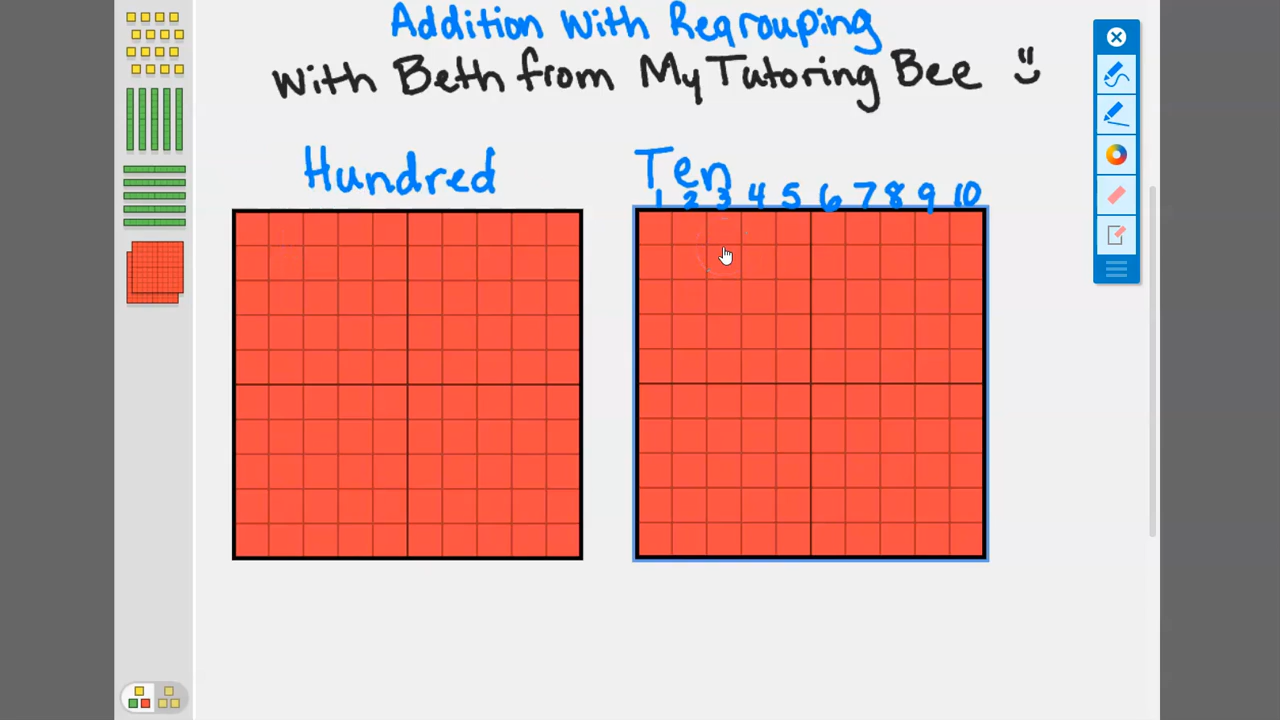 Addition With Regrouping
with Beth from My Tutoring Bee
Hundred
Ten
1 2 3 4 5 6 7 8 9 10